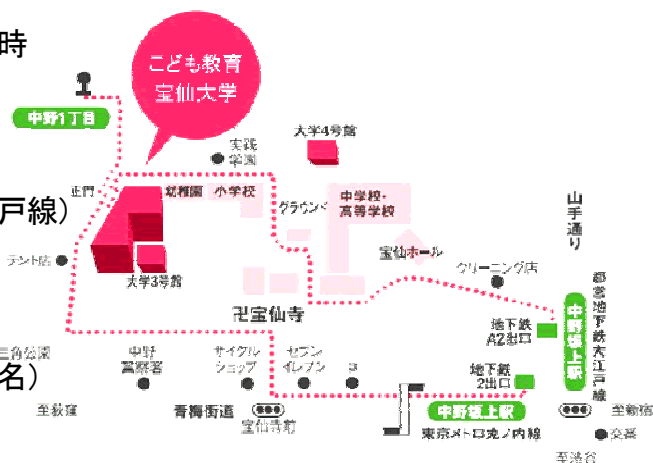 時
こども教育
宝仙大学
中野1丁目
実践
学園
大学4号館
正門
幼稚園
小学校
グラウンド
中学校・
高等学校
山手通り
戸線)
テント店
宝仙ホール
クリーニング店
大学3号館
卍宝仙寺
地下鉄
A2出口
中野坂上駅
都営地下鉄大江戸線
三角公園
中野
警察署
サイクル
ショップ
セブン
イレブン
地下鉄
2出口
名)
至荻窪
青梅街道
宝仙寺前
中野坂上駅
東京メトロ丸ノ内線
至新宿
交番
至渋谷